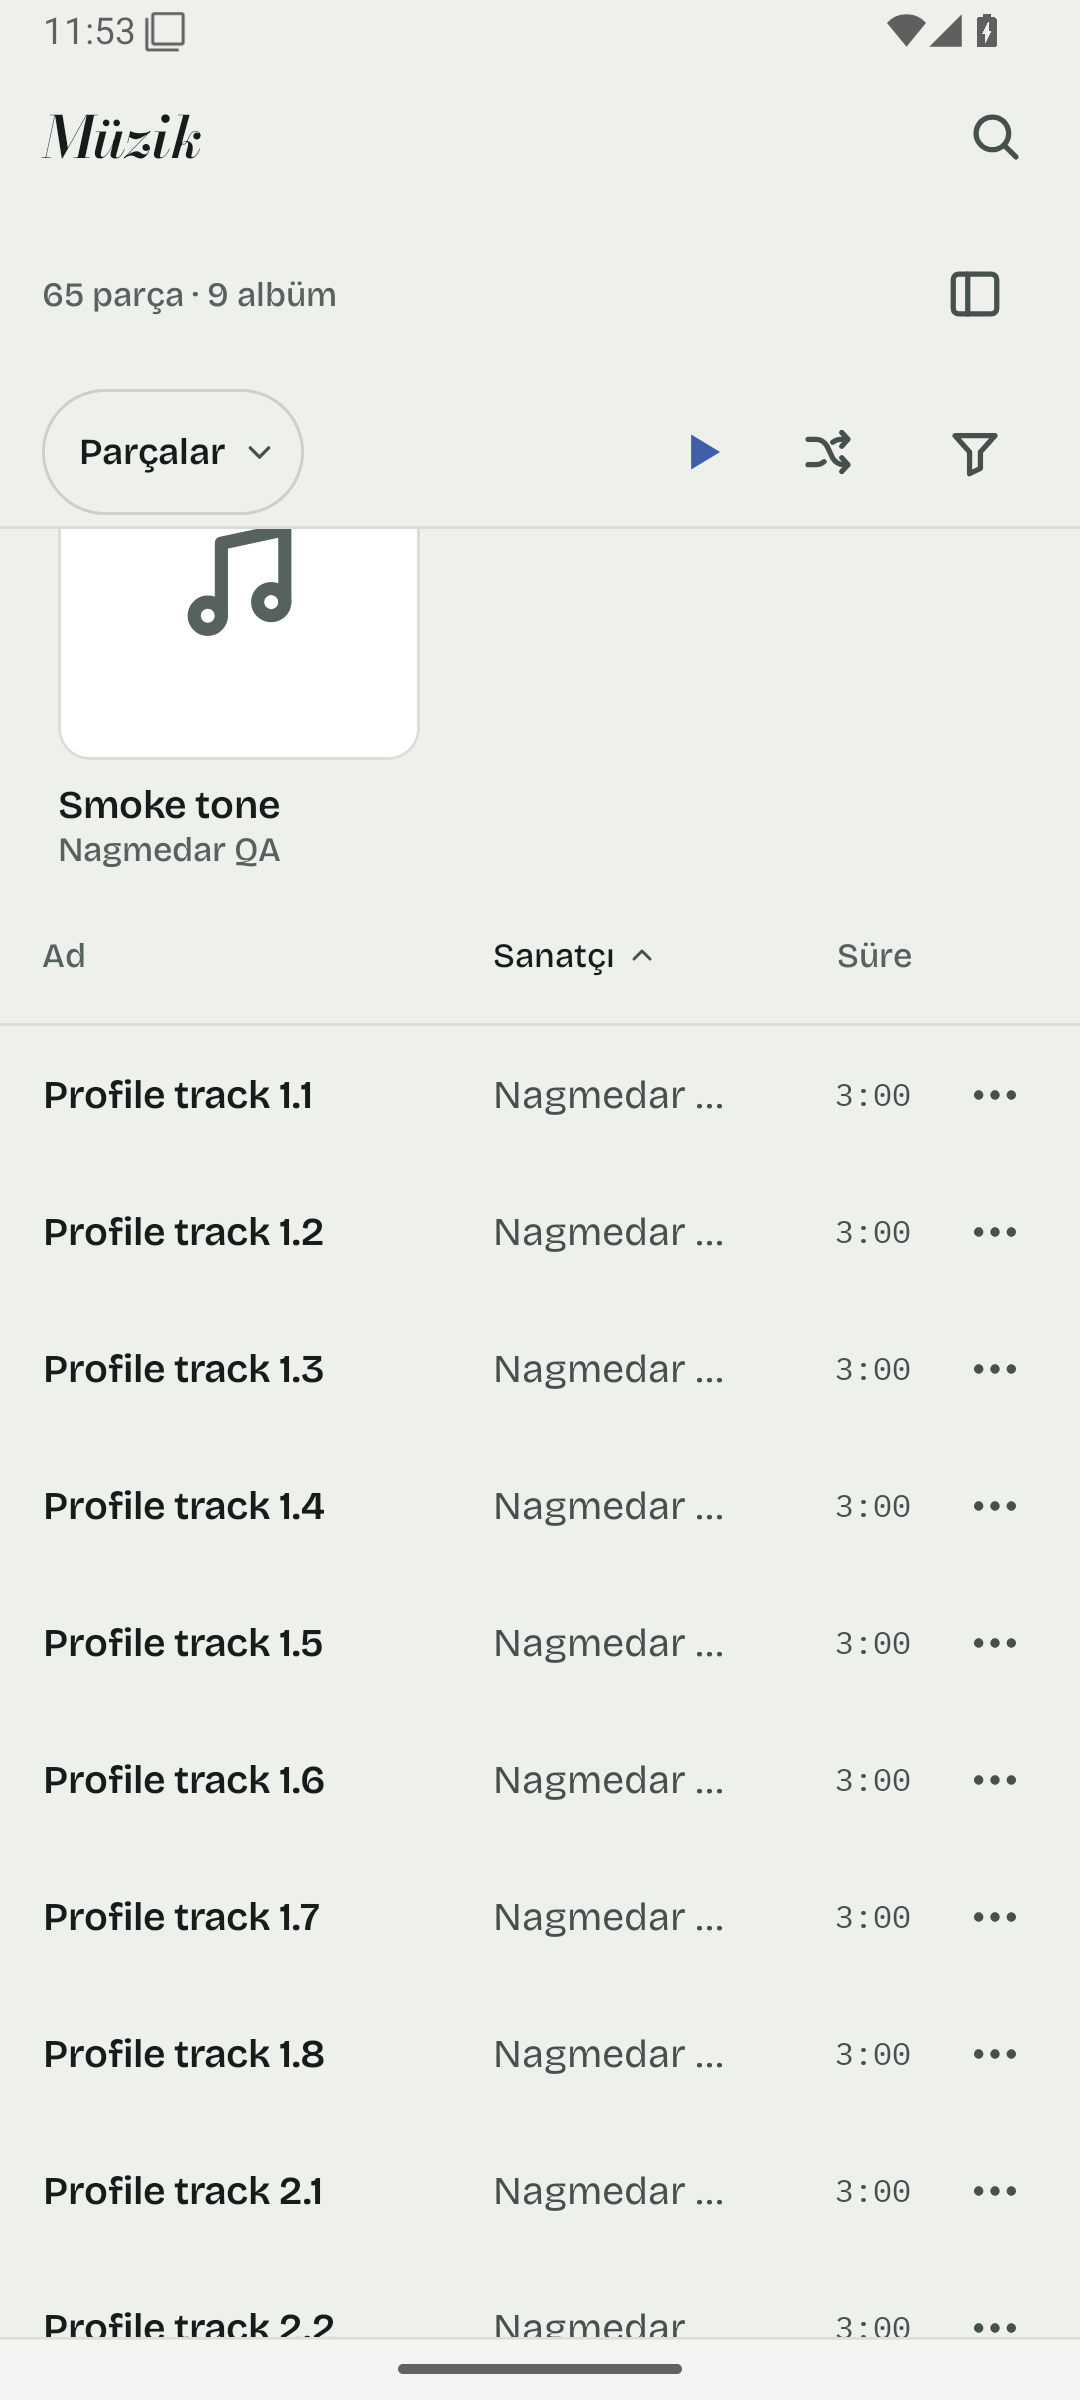 11:53
Müzik
65 parça · 9 albüm
Parçalar
Smoke tone
Nagmedar QA
Ad Sanatçı Süre
Profile track 1.1 Nagmedar ... 3:00
Profile track 1.2 Nagmedar ... 3:00
Profile track 1.3 Nagmedar ... 3:00
Profile track 1.4 Nagmedar ... 3:00
Profile track 1.5 Nagmedar ... 3:00
Profile track 1.6 Nagmedar ... 3:00
Profile track 1.7 Nagmedar ... 3:00
Profile track 1.8 Nagmedar ... 3:00
Profile track 2.1 Nagmedar ... 3:00
Profile track 2.2 Nagmedar 3:00